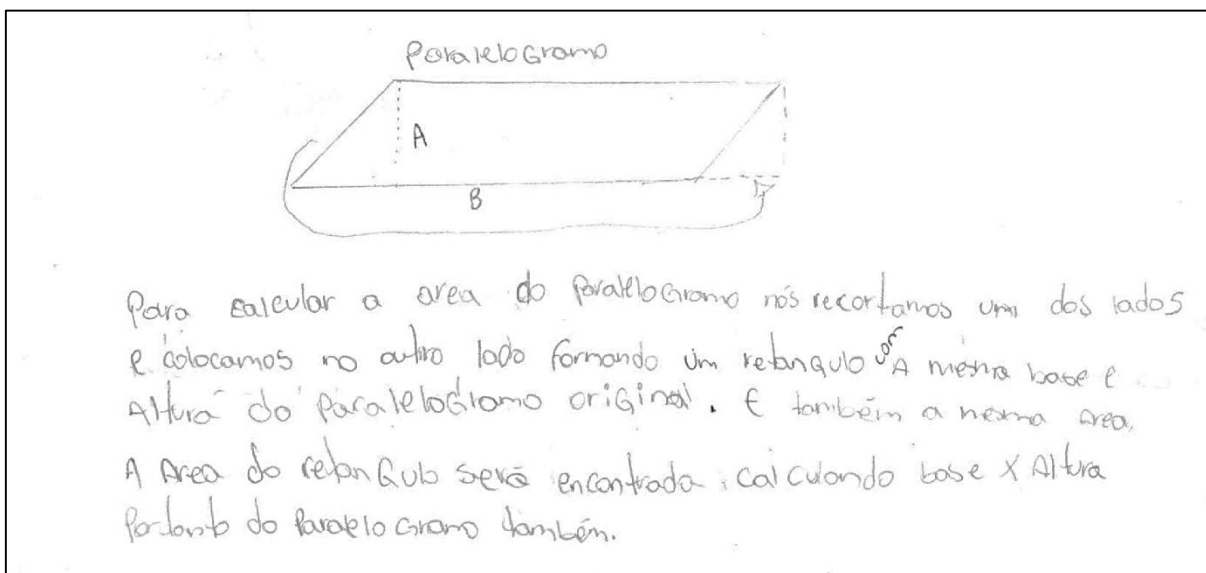 Paralelogramo
A
B
Para calcular a area do paralelogramo nós recortamos um dos lados
e colocamos no outro lado formando um retangulo com A mesma base e
Altura do paralelogramo original. E também a mesma area.
A Area do retangulo será encontrada calculando base X Altura
Portanto do Paralelo gramo também.